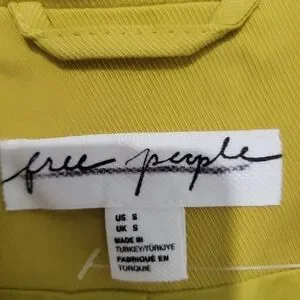 free people
US S
UK S
MADE IN
TURKEY/TÜRKIYE
FABRIQUÉ EN
TURQUIE